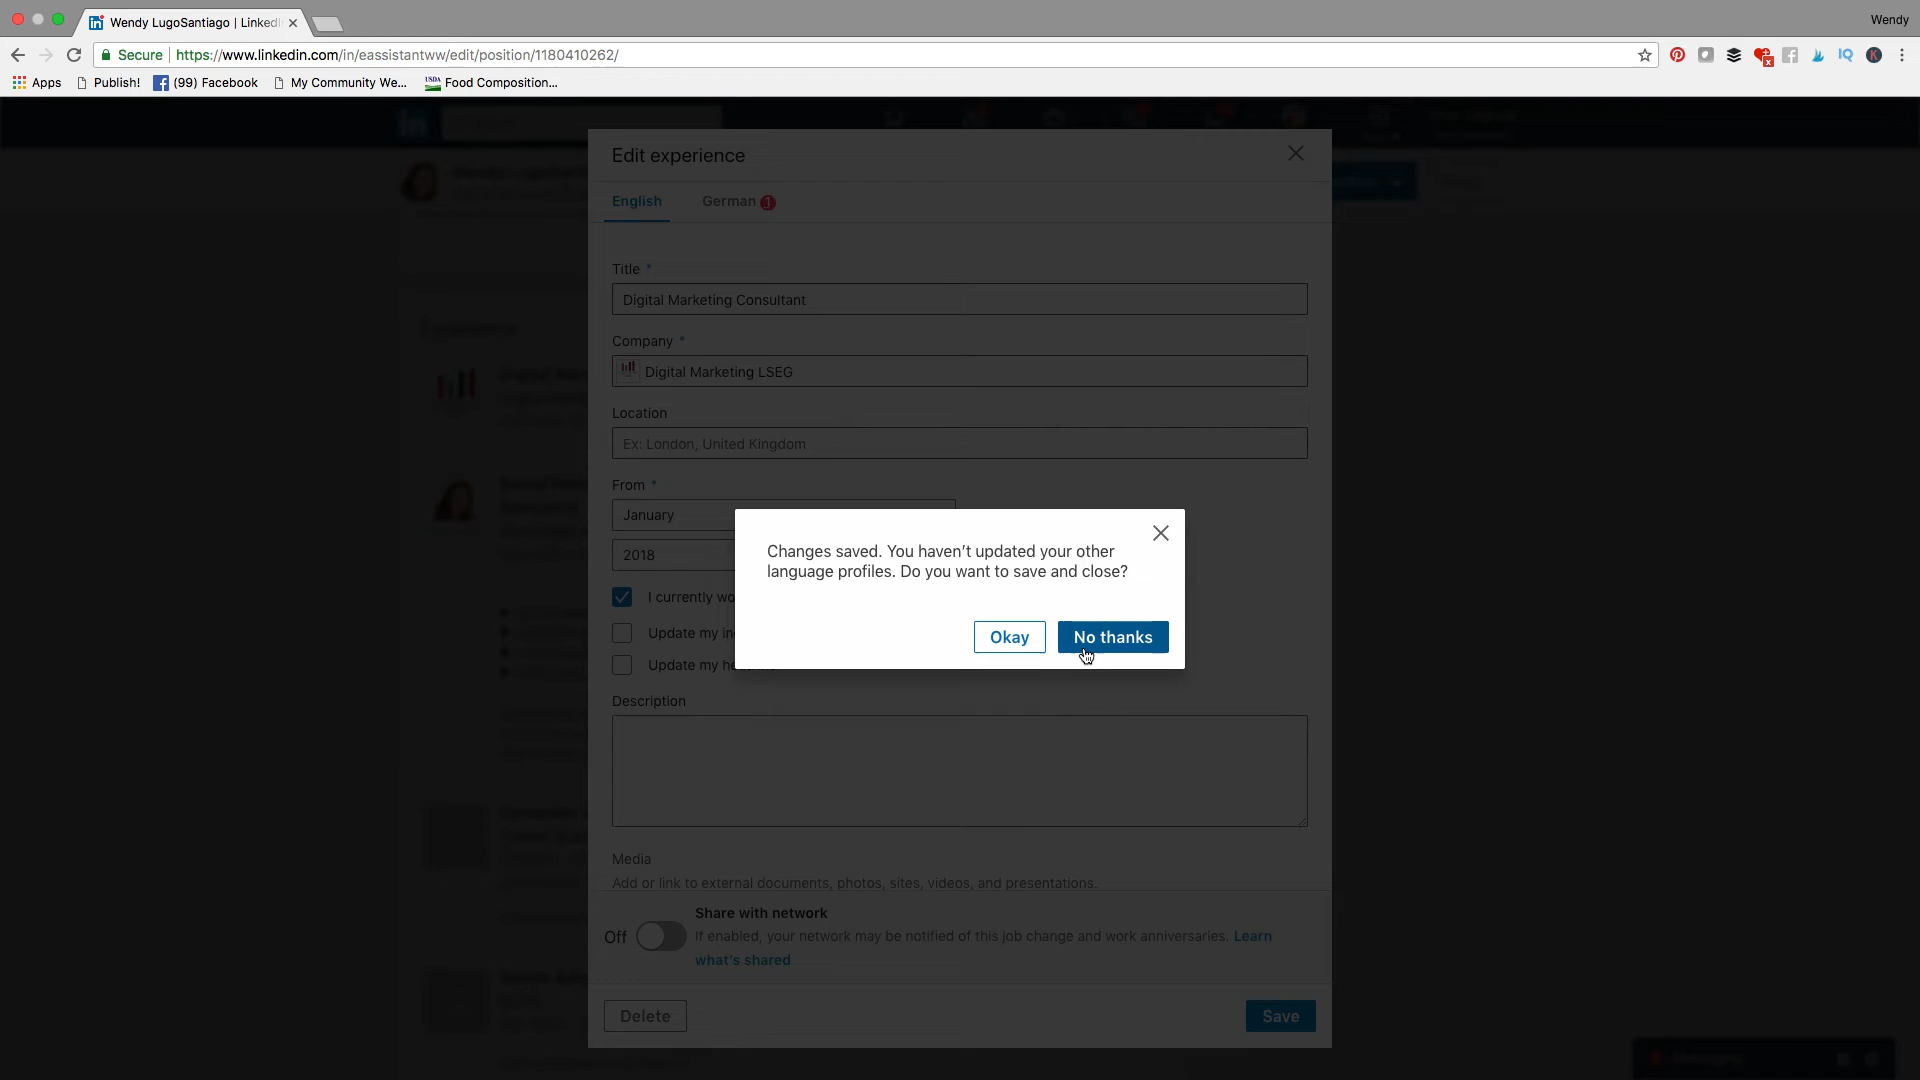 Wendy LugoSantiago | Linked
Wendy
Secure
https://www.linkedin.com/in/eassistantww/edit/position/1180410262/
Apps
Publish!
(99) Facebook
My Community We...
Food Composition...
Edit experience
English
German 1
Title *
Digital Marketing Consultant
Company *
Digital Marketing LSEG
Location
Ex: London, United Kingdom
From *
January
2018
I currently wo
Update my in
Update my he
Changes saved. You haven't updated your other
language profiles. Do you want to save and close?
Okay
No thanks
Description
Media
Add or link to external documents, photos, sites, videos, and presentations.
Share with network
Off
If enabled, your network may be notified of this job change and work anniversaries. Learn
what's shared
Delete
Save